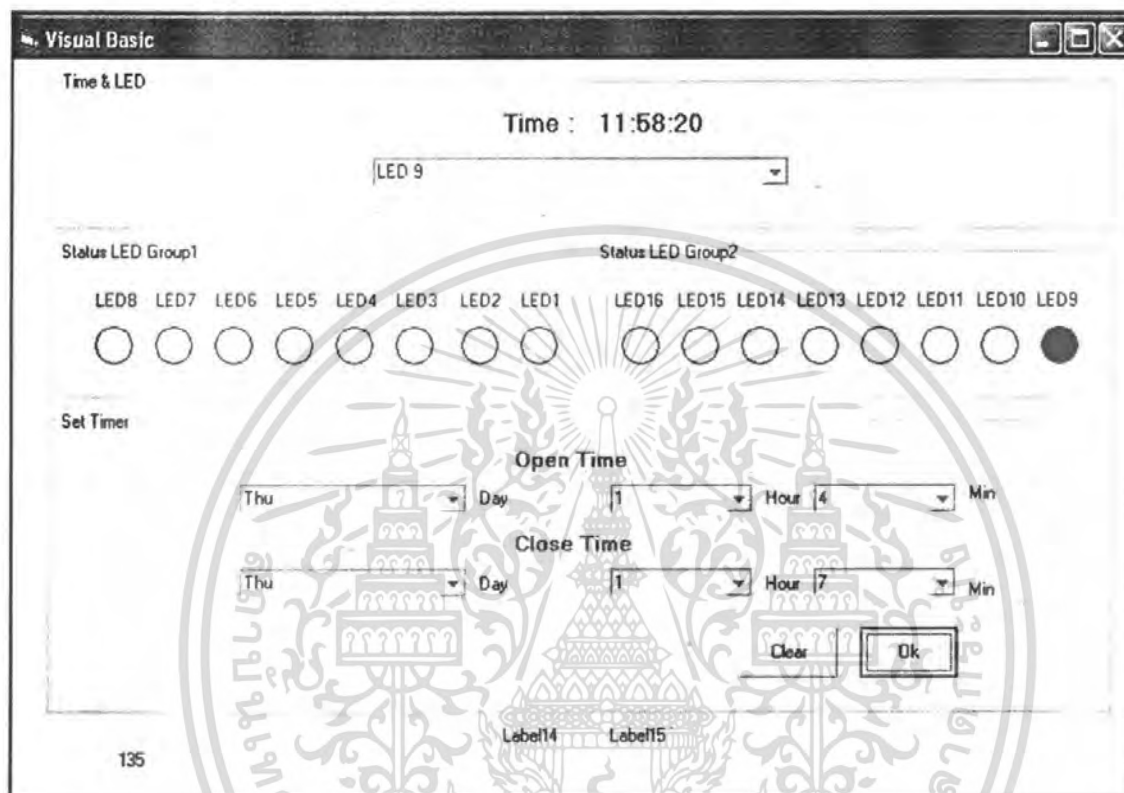 Visual Basic
Time & LED
Time : 11:58:20
LED 9
Status LED Group1 Status LED Group2
LED8 LED7 LED6 LED5 LED4 LED3 LED2 LED1 LED16 LED15 LED14 LED13 LED12 LED11 LED10 LED9
Set Timer
Open Time
Thu Day 1 Hour 4 Min
Close Time
Thu Day 1 Hour 7 Min
Clear Ok
Label14 Label15
135